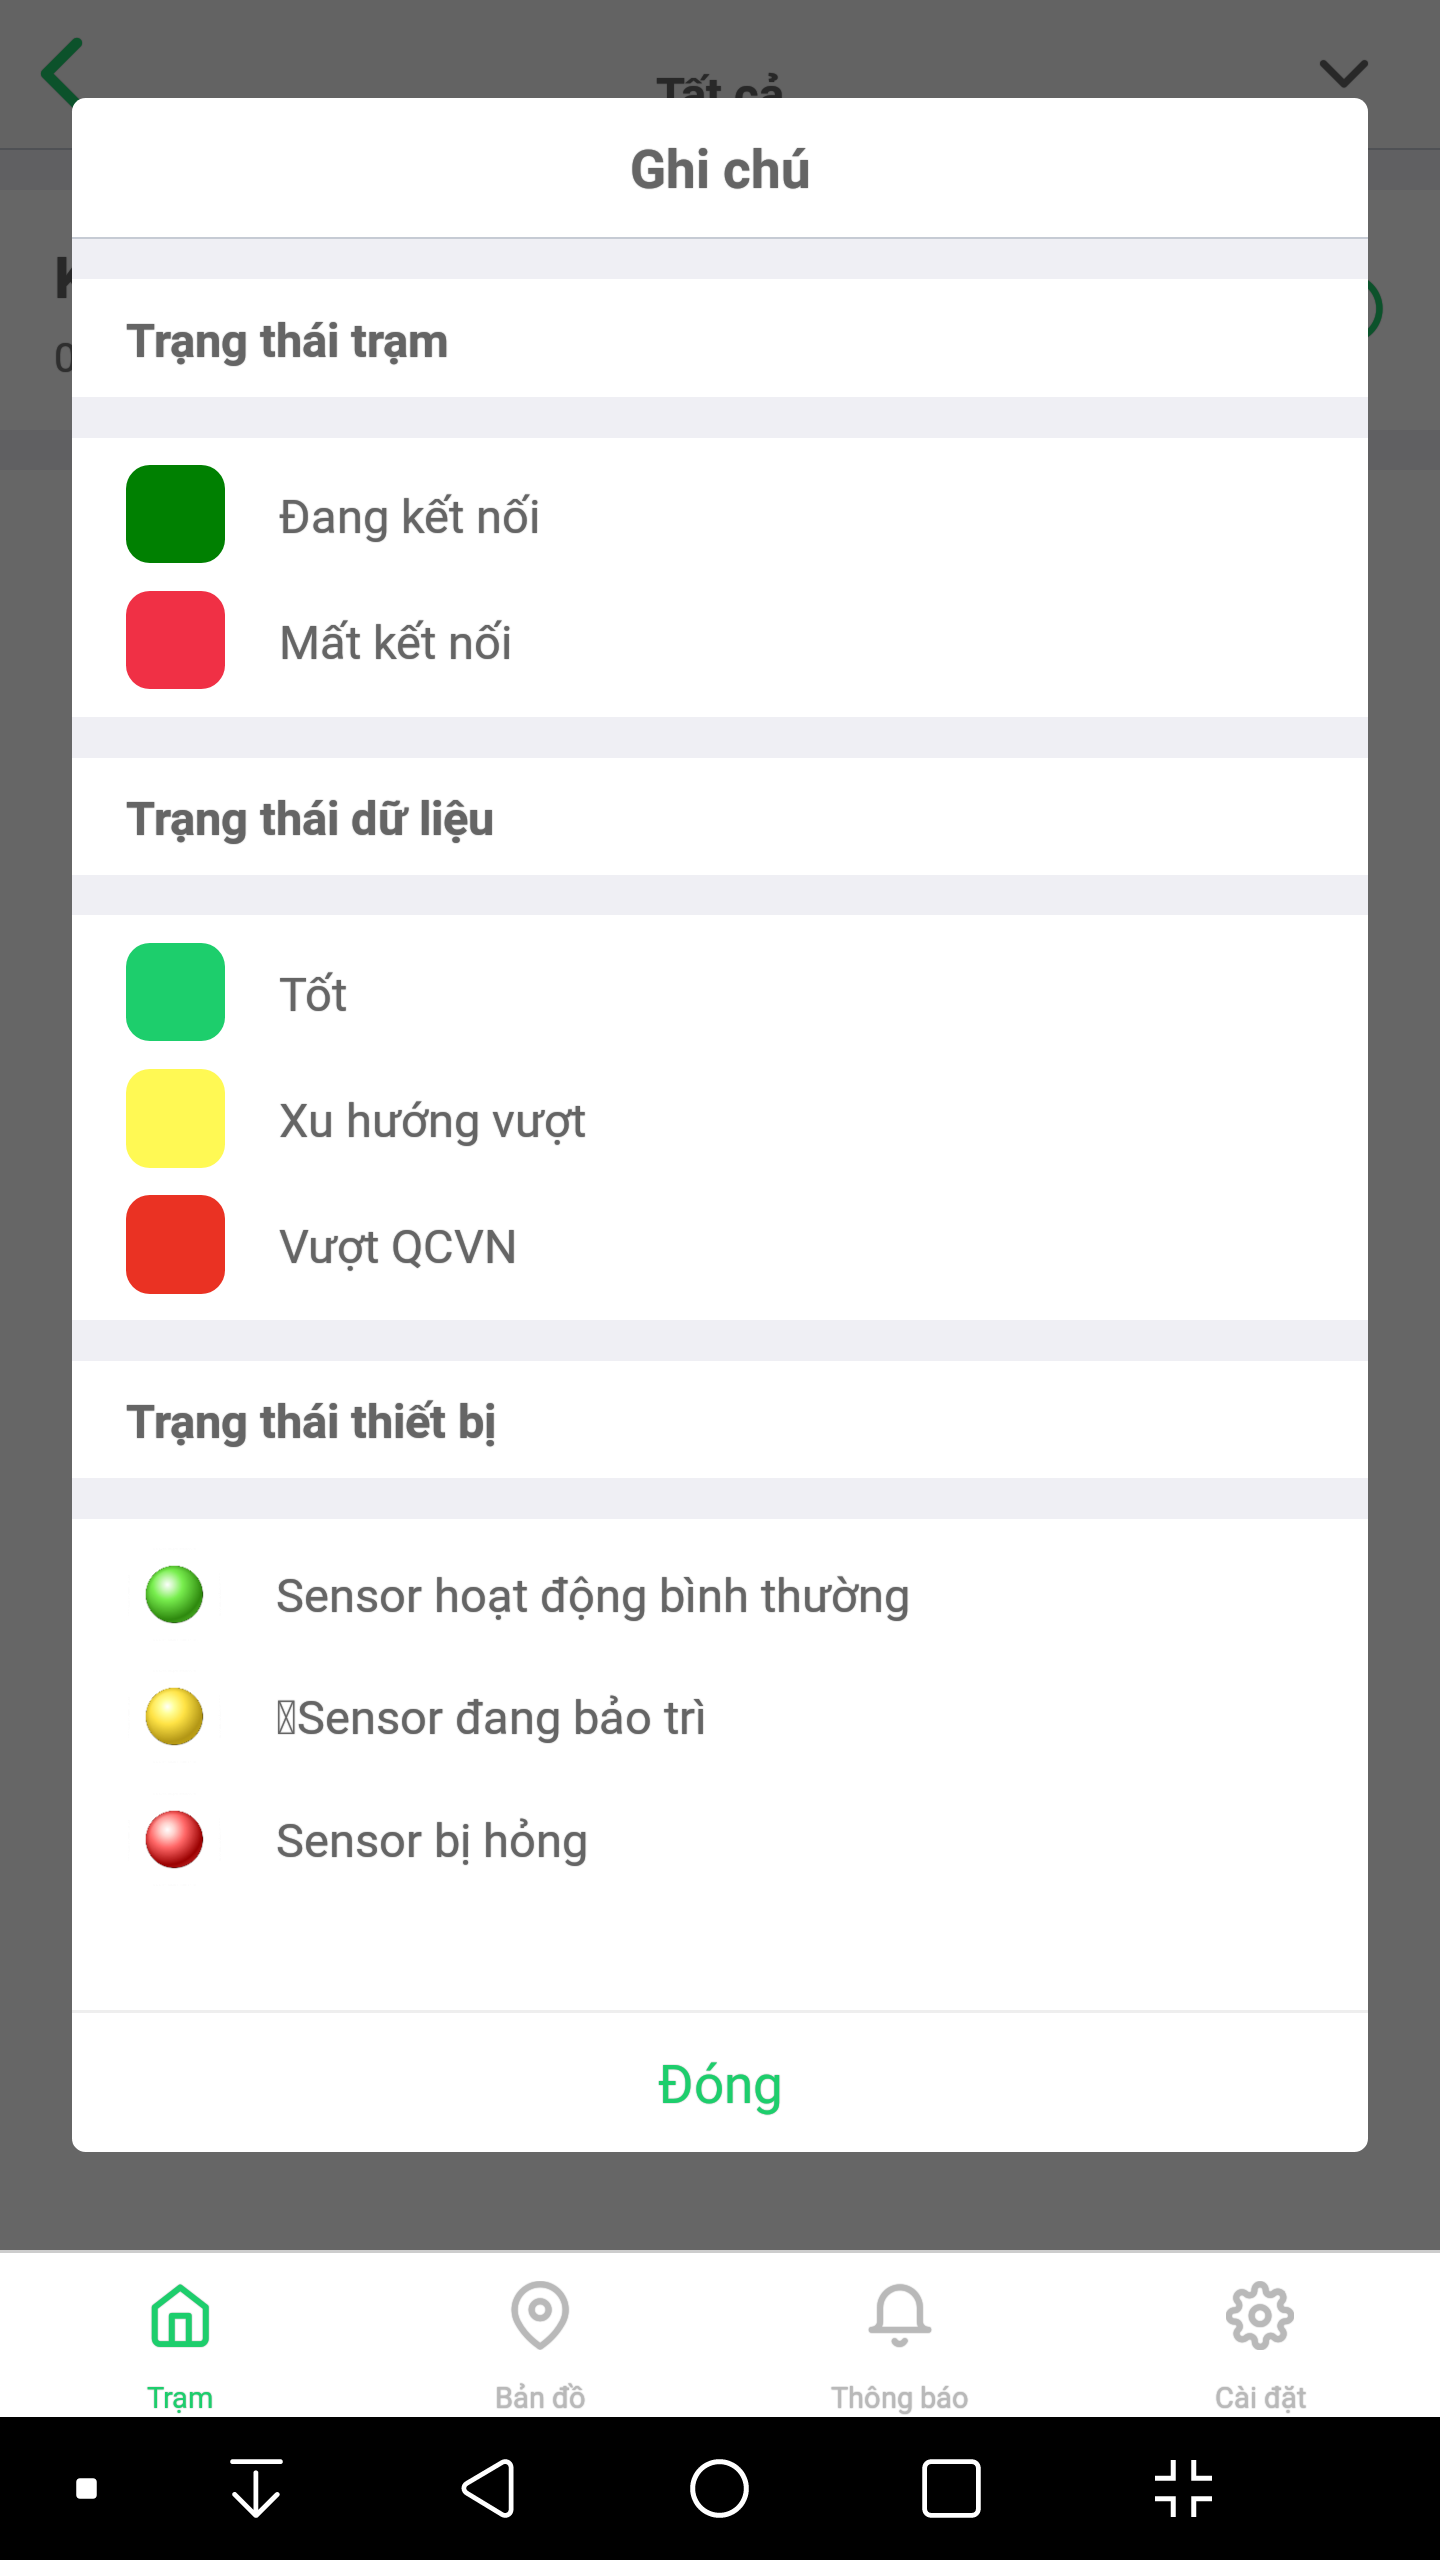 Tất cả
Ghi chú
Trạng thái trạm
Đang kết nối
Mất kết nối
Trạng thái dữ liệu
Tốt
Xu hướng vượt
Vượt QCVN
Trạng thái thiết bị
Sensor hoạt động bình thường
Sensor đang bảo trì
Sensor bị hỏng
Đóng
Trạm
Bản đồ
Thông báo
Cài đặt